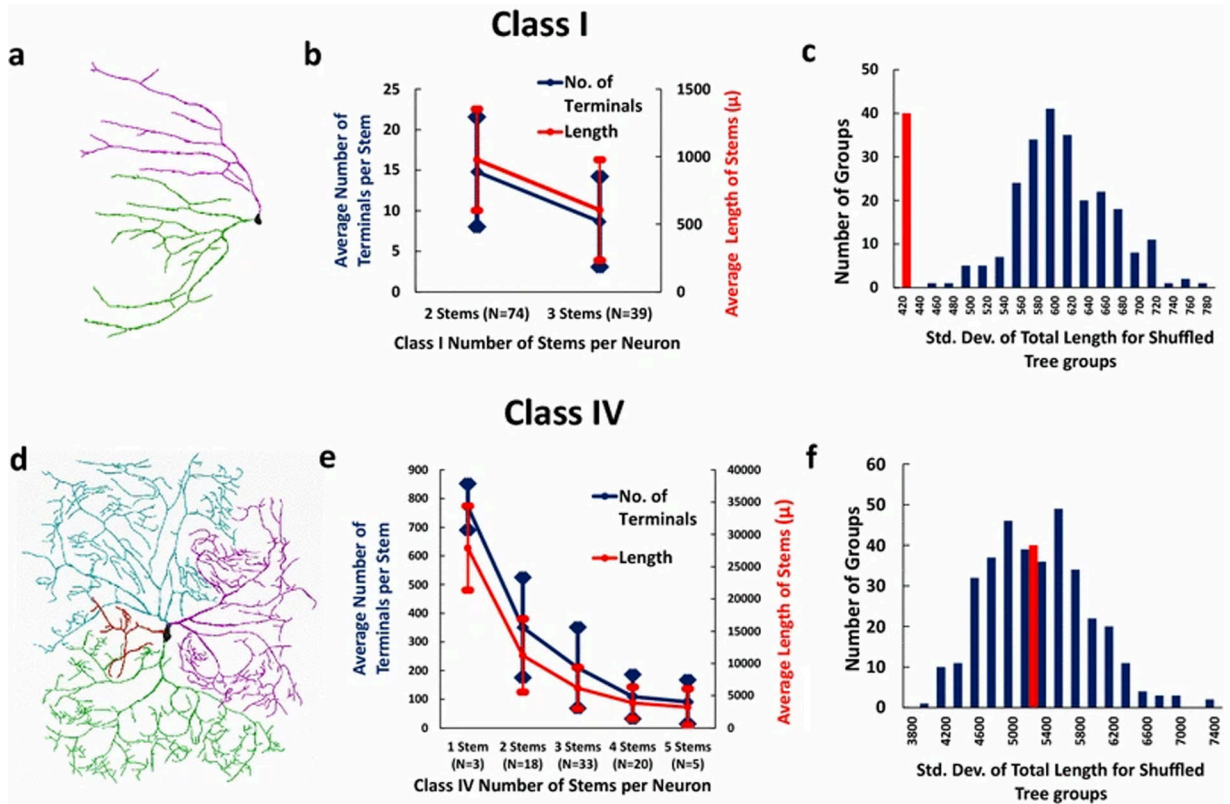 Class I
a
b
c
Average Number of
Terminals per Stem
25
20
15
10
5
0
No. of
Terminals
Length
1500
1000
500
0
Average Length of Stems (µ)
2 Stems (N=74)
3 Stems (N=39)
Class I Number of Stems per Neuron
Number of Groups
50
40
30
20
10
0
420
440
460
480
500
520
540
560
580
600
620
640
660
680
700
720
740
760
780
Std. Dev. of Total Length for Shuffled
Tree groups
Class IV
d
e
f
Average Number of
Terminals per Stem
900
800
700
600
500
400
300
200
100
0
No. of
Terminals
Length
40000
35000
30000
25000
20000
15000
10000
5000
0
Average Length of Stems (µ)
1 Stem
(N=3)
2 Stems
(N=18)
3 Stems
(N=33)
4 Stems
(N=20)
5 Stems
(N=5)
Class IV Number of Stems per Neuron
Number of Groups
60
50
40
30
20
10
0
3800
4200
4600
5000
5400
5800
6200
6600
7000
7400
Std. Dev. of Total Length for Shuffled
Tree groups